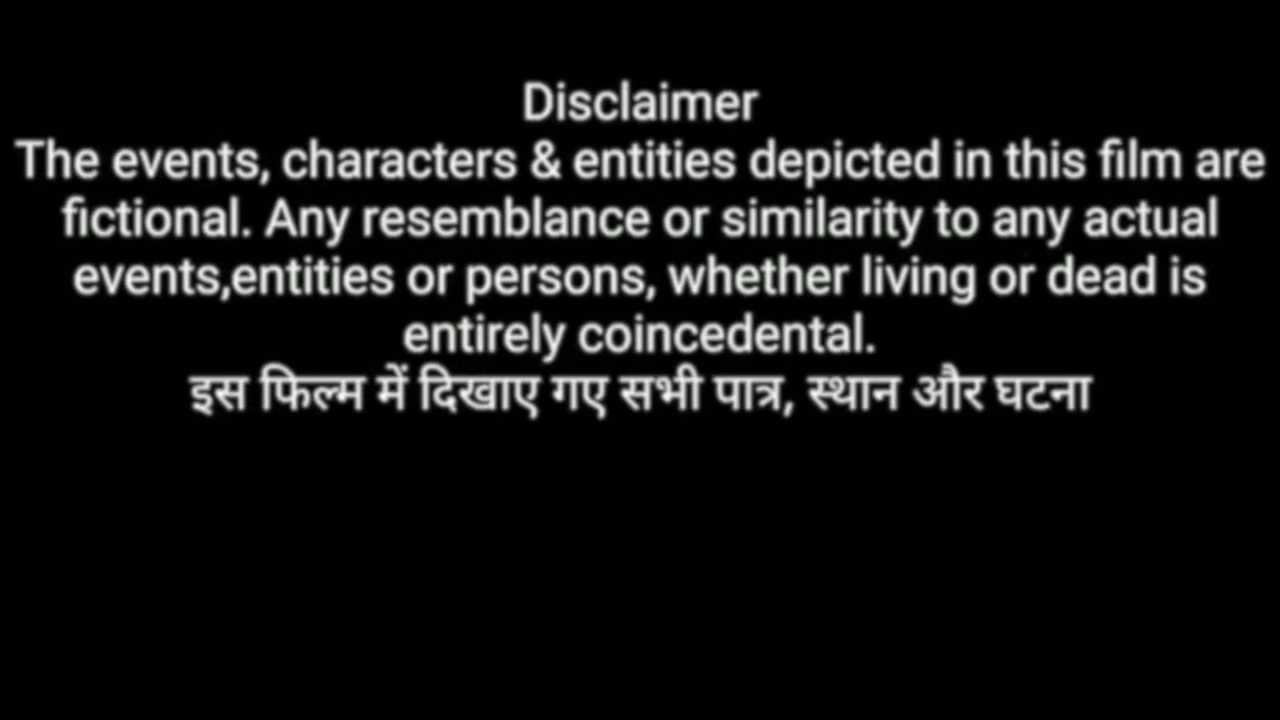 Disclaimer
The events, characters & entities depicted in this film are
fictional. Any resemblance or similarity to any actual
events,entities or persons, whether living or dead is
entirely coincedental.
इस फिल्म में दिखाए गए सभी पात्र, स्थान और घटना